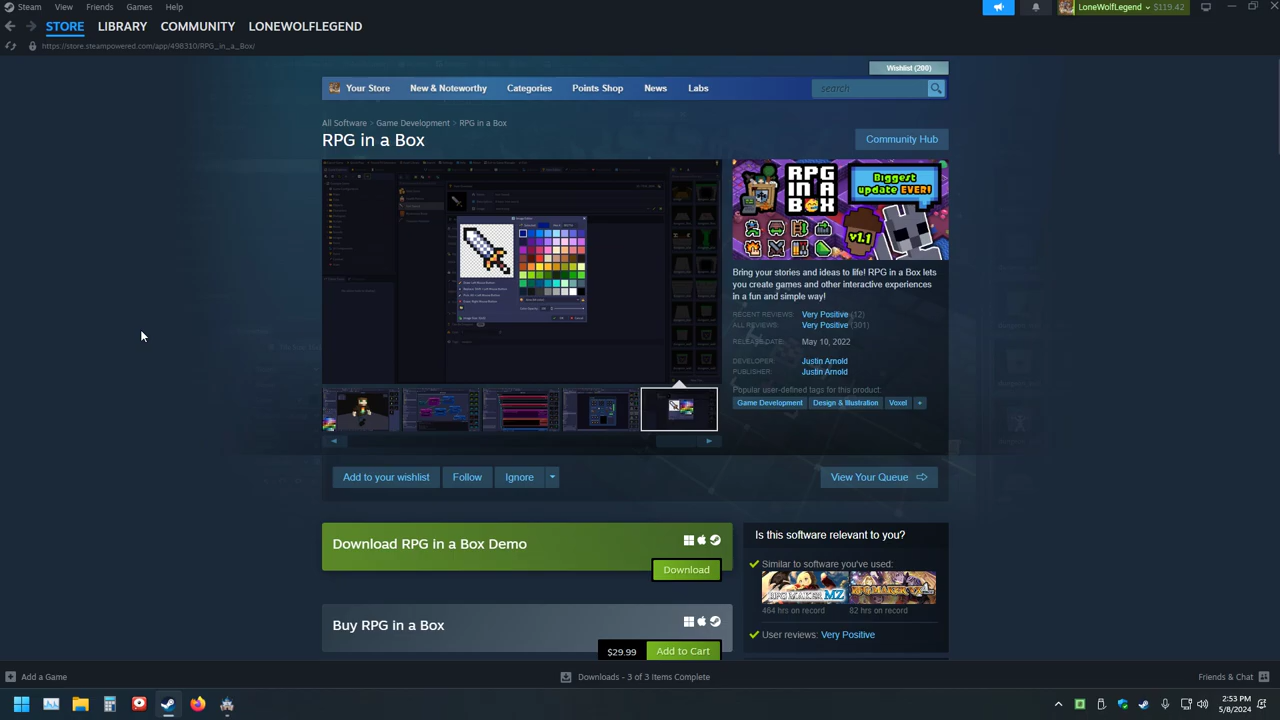 Steam View Friends Games Help
LoneWolfLegend $119.42
STORE LIBRARY COMMUNITY LONEWOLFLEGEND
https://store.steampowered.com/app/498310/RPG_in_a_Box/
Wishlist (200)
Your Store New & Noteworthy Categories Points Shop News Labs
search
All Software > Game Development > RPG in a Box
RPG in a Box
Community Hub
RPG
IN A
BOX
Biggest
update EVER!
v1.1
Bring your stories and ideas to life! RPG in a Box lets
you create games and other interactive experiences
in a fun and simple way!
RECENT REVIEWS: Very Positive (12)
ALL REVIEWS: Very Positive (301)
RELEASE DATE: May 10, 2022
DEVELOPER: Justin Arnold
PUBLISHER: Justin Arnold
Popular user-defined tags for this product:
Game Development Design & Illustration Voxel +
Add to your wishlist Follow Ignore
View Your Queue
Download RPG in a Box Demo
Download
Buy RPG in a Box
$29.99 Add to Cart
Is this software relevant to you?
Similar to software you've used:
RPG MAKER MZ
464 hrs on record 82 hrs on record
User reviews: Very Positive
Add a Game
Downloads - 3 of 3 Items Complete
Friends & Chat
2:53 PM
5/8/2024